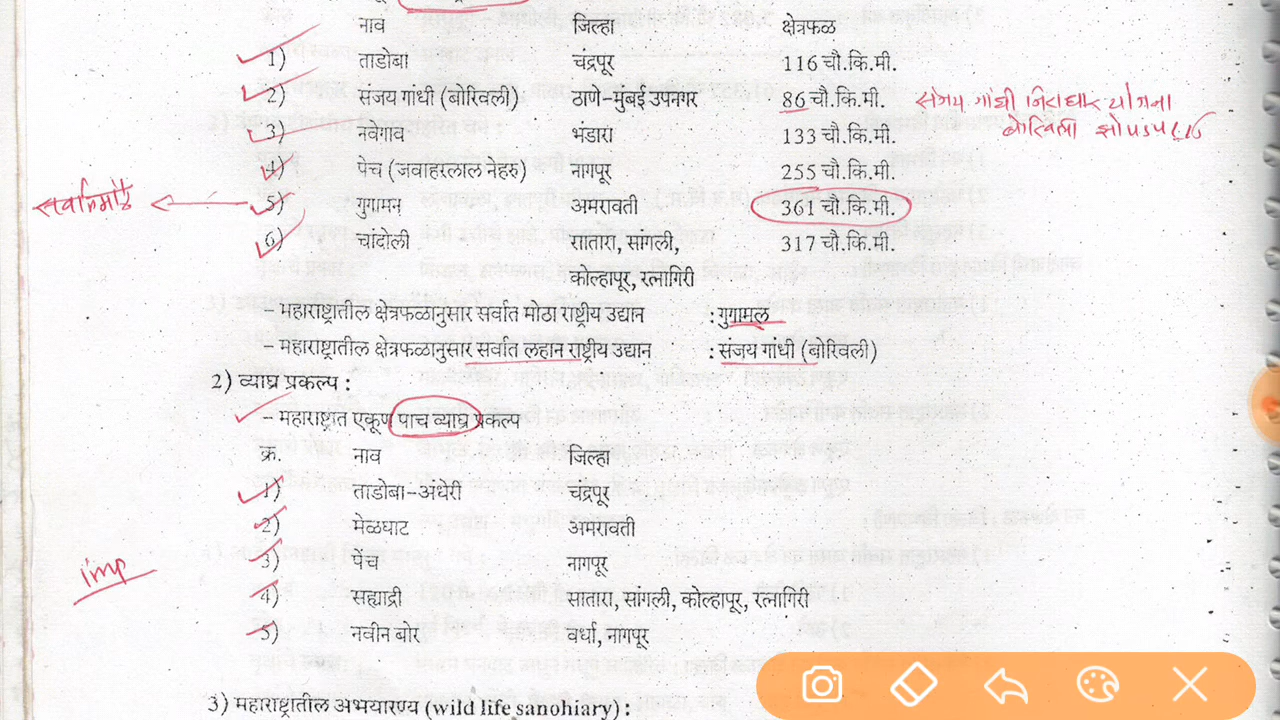 नाव जिल्हा क्षेत्रफळ
1) ताडोबा चंद्रपूर 116 चौ.कि.मी.
2) संजय गांधी (बोरिवली) ठाणे-मुंबई उपनगर 86 चौ.कि.मी. संजय गांधी निराधार योजना
3) नवेगाव भंडारा 133 चौ.कि.मी. बोरिवली झोपडपट्टी
4) पेच (जवाहरलाल नेहरु) नागपूर 255 चौ.कि.मी.
सर्वात मोठे 5) गुगामन अमरावती 361 चौ.कि.मी.
6) चांदोली सातारा, सांगली, 317 चौ.कि.मी.
कोल्हापूर, रत्नागिरी
- महाराष्ट्रातील क्षेत्रफळानुसार सर्वात मोठा राष्ट्रीय उद्यान : गुगामल
- महाराष्ट्रातील क्षेत्रफळानुसार सर्वात लहान राष्ट्रीय उद्यान : संजय गांधी (बोरिवली)
2) व्याघ्र प्रकल्प :
- महाराष्ट्रात एकूण पाच व्याघ्र प्रकल्प
क्र. नाव जिल्हा
1) ताडोबा-अंधेरी चंद्रपूर
2) मेळघाट अमरावती
3) पेंच नागपूर
imp
4) सह्याद्री सातारा, सांगली, कोल्हापूर, रत्नागिरी
5) नवीन बोर वर्धा, नागपूर
3) महाराष्ट्रातील अभयारण्य (wild life sanohiary) :